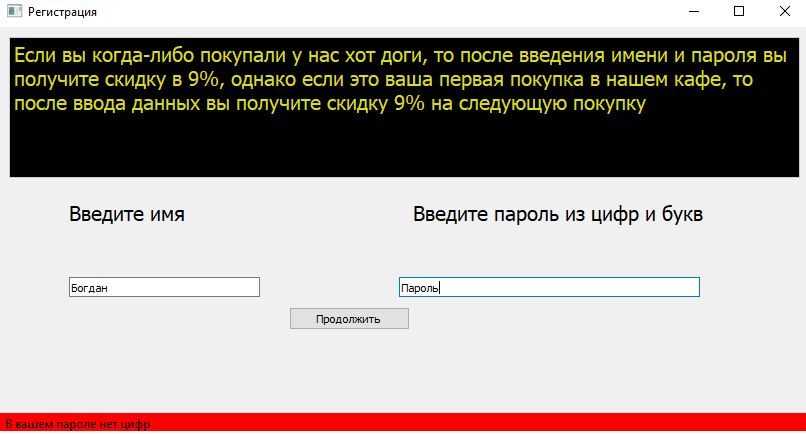 Регистрация
Если вы когда-либо покупали у нас хот доги, то после введения имени и пароля вы
получите скидку в 9%, однако если это ваша первая покупка в нашем кафе, то
после ввода данных вы получите скидку 9% на следующую покупку
Введите имя
Введите пароль из цифр и букв
Богдан
Пароль
Продолжить
В вашем пароле нет цифр